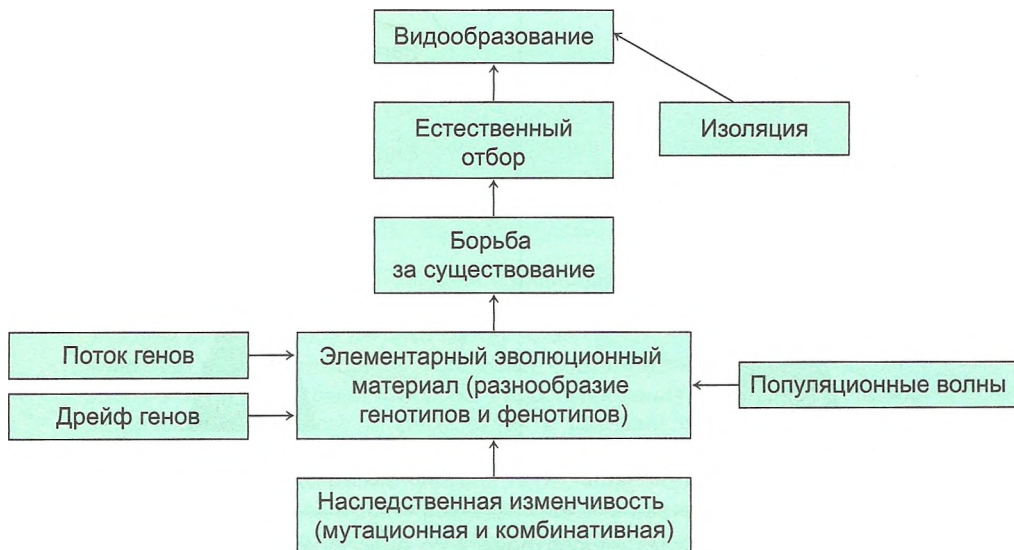 Видообразование
Естественный
отбор
Изоляция
Борьба
за существование
Поток генов
Дрейф генов
Элементарный эволюционный
материал (разнообразие
генотипов и фенотипов)
Популяционные волны
Наследственная изменчивость
(мутационная и комбинативная)